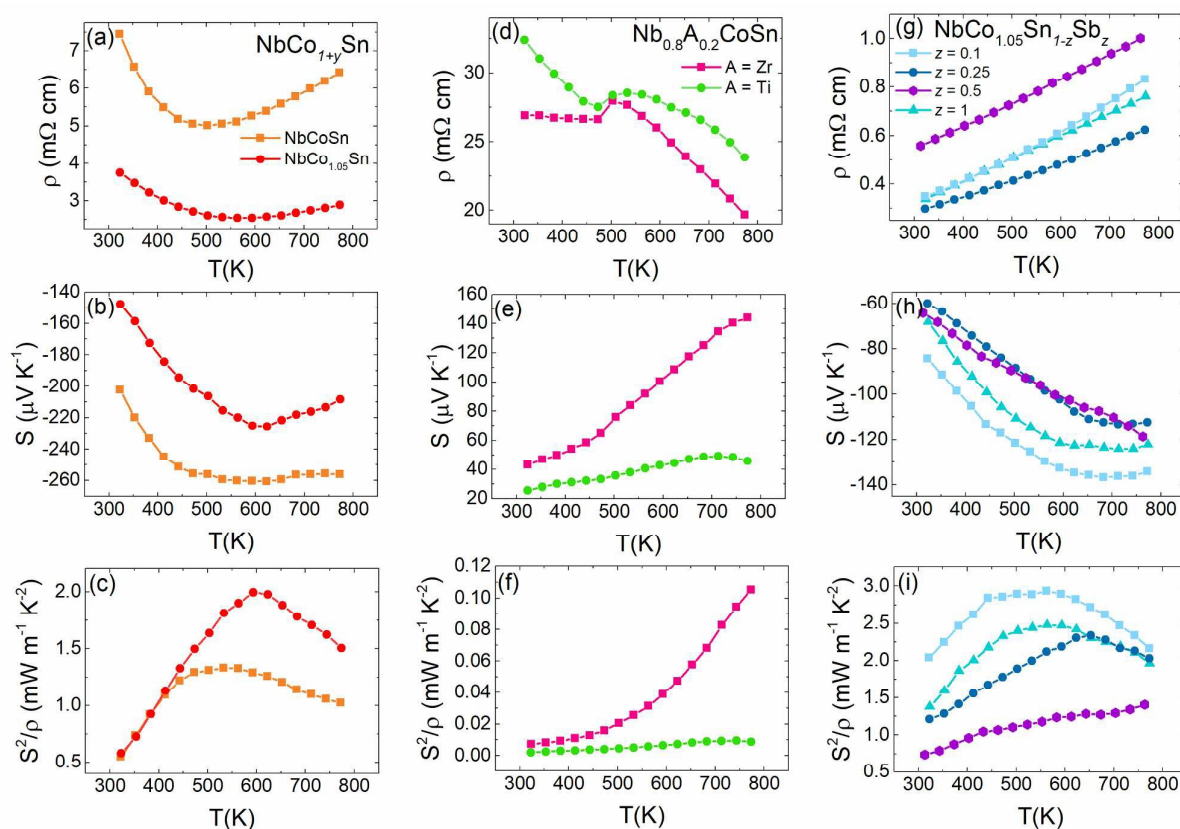 (a) NbCo1+ySn
7
6
5
4
3
ρ (mΩ cm)
NbCoSn
NbCo1.05Sn
300 400 500 600 700 800
T(K)
(d) Nb0.8A0.2CoSn
30
25
20
ρ (mΩ cm)
A = Zr
A = Ti
300 400 500 600 700 800
T(K)
(g) NbCo1.05Sn1-zSbz
1.0
0.8
0.6
0.4
ρ (mΩ cm)
z = 0.1
z = 0.25
z = 0.5
z = 1
300 400 500 600 700 800
T(K)
(b)
-140
-160
-180
-200
-220
-240
-260
S (μV K-1)
300 400 500 600 700 800
T(K)
(e)
160
140
120
100
80
60
40
20
S (μV K-1)
300 400 500 600 700 800
T(K)
(h)
-60
-80
-100
-120
-140
S (μV K-1)
300 400 500 600 700 800
T(K)
(c)
2.0
1.5
1.0
0.5
S2/ρ (mW m-1 K-2)
300 400 500 600 700 800
T(K)
(f)
0.12
0.10
0.08
0.06
0.04
0.02
0.00
S2/ρ (mW m-1 K-2)
300 400 500 600 700 800
T(K)
(i)
3.0
2.5
2.0
1.5
1.0
0.5
S2/ρ (mW m-1 K-2)
300 400 500 600 700 800
T(K)